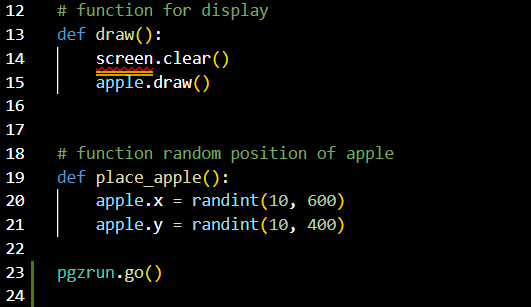 12 # function for display
13 def draw():
14     screen.clear()
15     apple.draw()
16
17
18 # function random position of apple
19 def place_apple():
20     apple.x = randint(10, 600)
21     apple.y = randint(10, 400)
22
23 pgzrun.go()
24